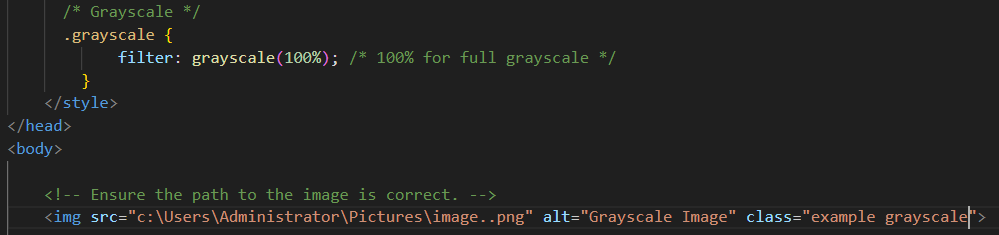 /* Grayscale */
.grayscale {
filter: grayscale(100%); /* 100% for full grayscale */
}
</style>
</head>
<body>
<!-- Ensure the path to the image is correct. -->
<img src="c:\Users\Administrator\Pictures\image..png" alt="Grayscale Image" class="example grayscale">